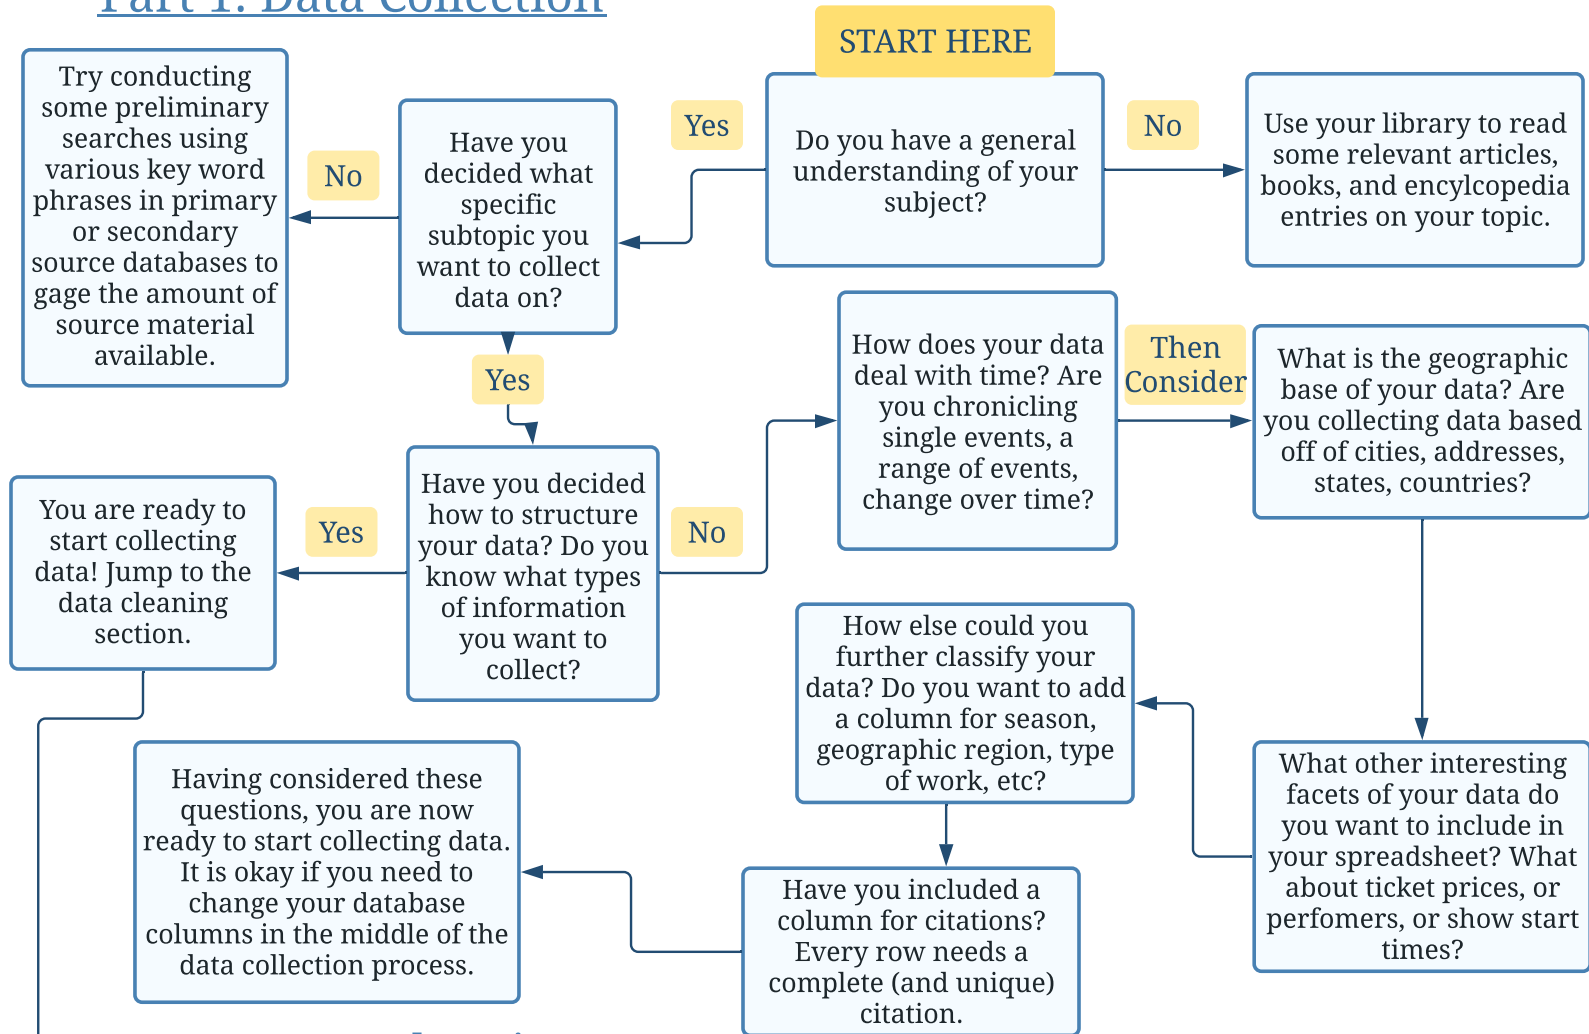 Part 1: Data Collection
START HERE
Do you have a general
understanding of your
subject?
No
Use your library to read
some relevant articles,
books, and encylcopedia
entries on your topic.
Yes
Have you
decided what
specific
subtopic you
want to collect
data on?
No
Try conducting
some preliminary
searches using
various key word
phrases in primary
or secondary
source databases to
gage the amount of
source material
available.
Yes
Have you decided
how to structure
your data? Do you
know what types
of information
you want to
collect?
Yes
You are ready to
start collecting
data! Jump to the
data cleaning
section.
No
How does your data
deal with time? Are
you chronicling
single events, a
range of events,
change over time?
Then
Consider
What is the geographic
base of your data? Are
you collecting data based
off of cities, addresses,
states, countries?
What other interesting
facets of your data do
you want to include in
your spreadsheet? What
about ticket prices, or
perfomers, or show start
times?
How else could you
further classify your
data? Do you want to add
a column for season,
geographic region, type
of work, etc?
Have you included a
column for citations?
Every row needs a
complete (and unique)
citation.
Having considered these
questions, you are now
ready to start collecting data.
It is okay if you need to
change your database
columns in the middle of the
data collection process.